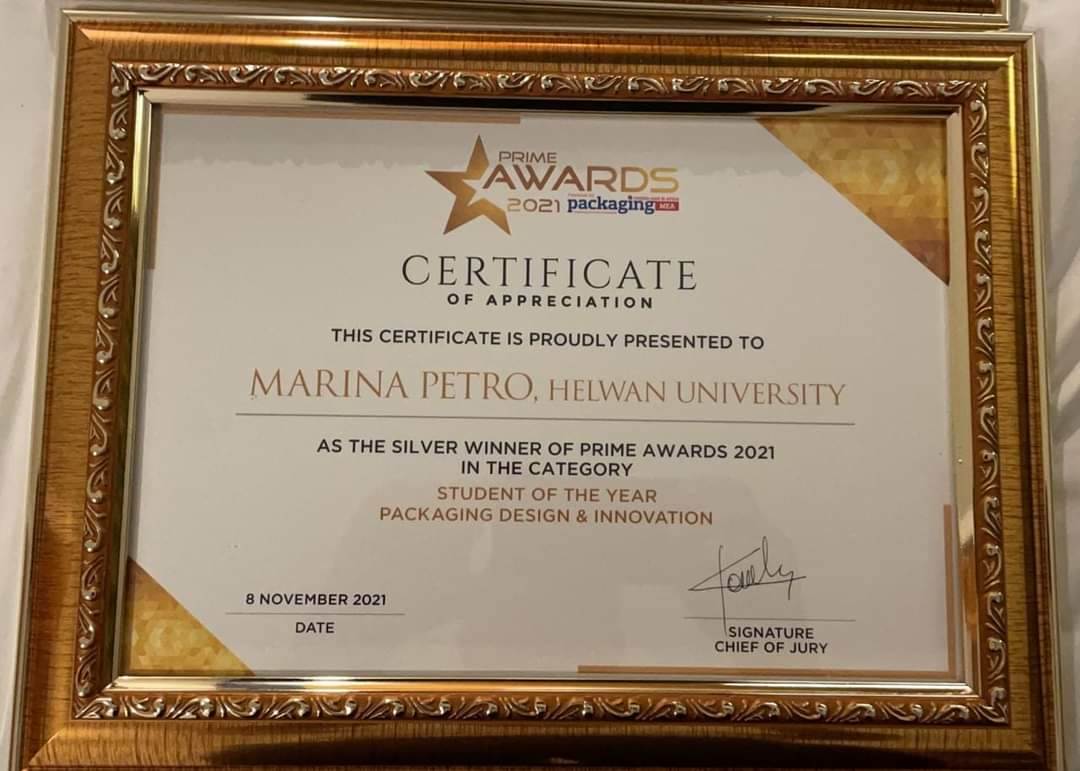 PRIME
AWARDS
2021 packaging MEA
CERTIFICATE
OF APPRECIATION
THIS CERTIFICATE IS PROUDLY PRESENTED TO
MARINA PETRO, HELWAN UNIVERSITY
AS THE SILVER WINNER OF PRIME AWARDS 2021
IN THE CATEGORY
STUDENT OF THE YEAR
PACKAGING DESIGN & INNOVATION
8 NOVEMBER 2021
DATE
SIGNATURE
CHIEF OF JURY